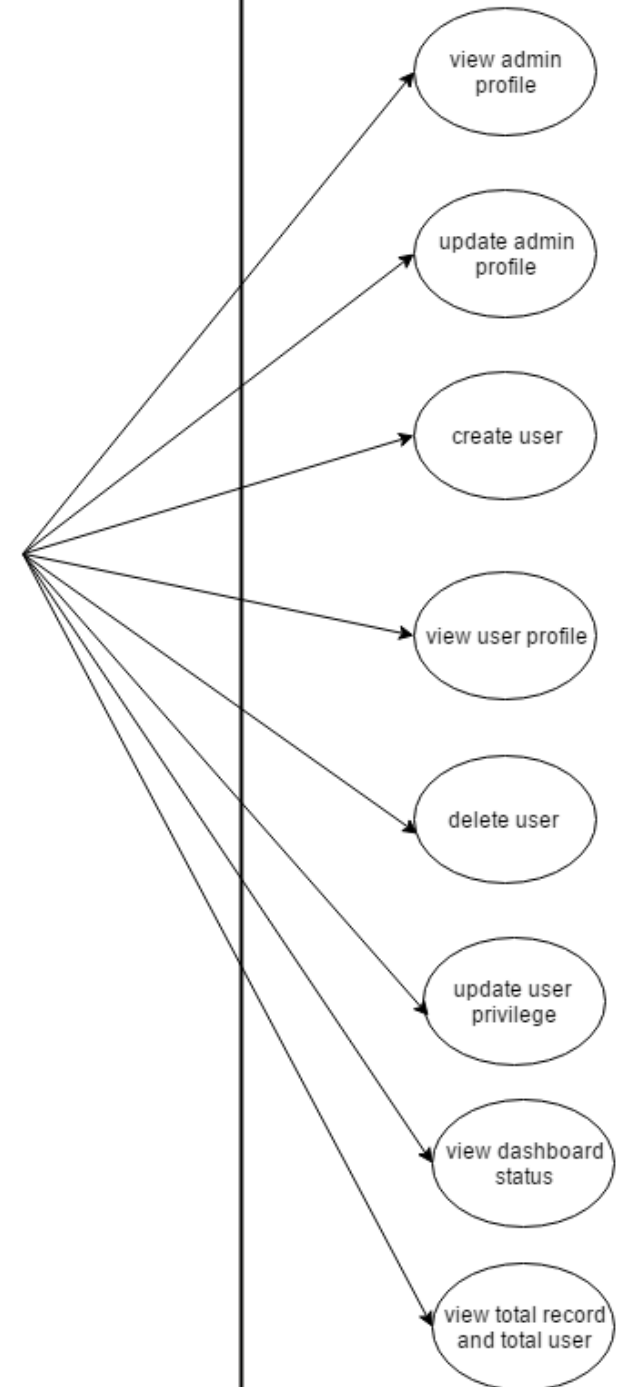 view admin
profile
update admin
profile
create user
view user profile
delete user
update user
privilege
view dashboard
status
view total record
and total user